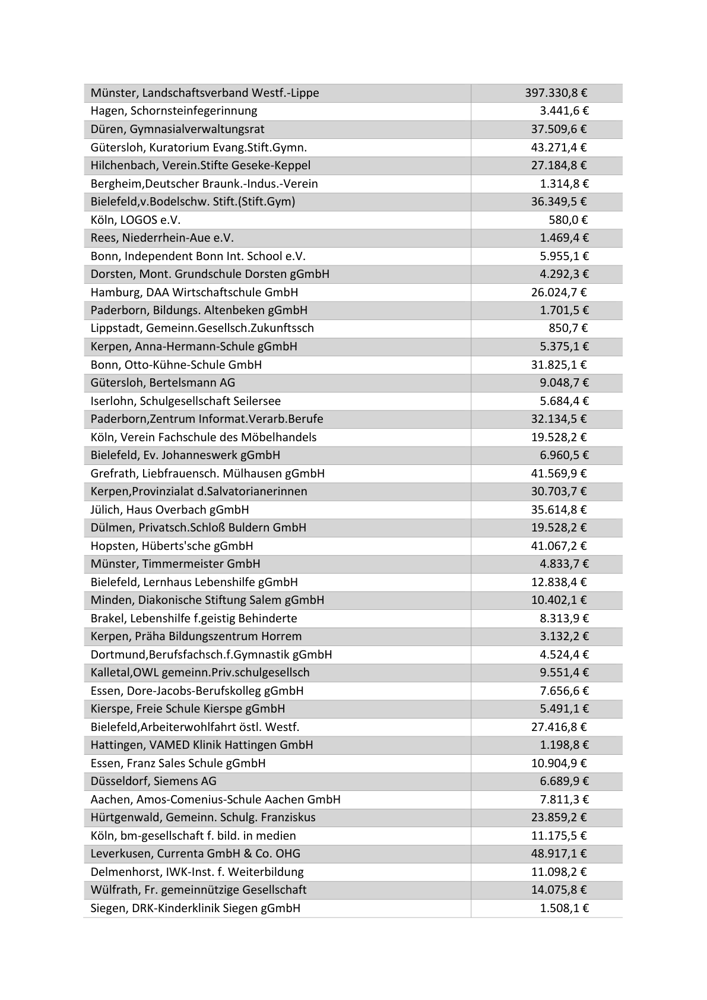 Münster, Landschaftsverband Westf.-Lippe 397.330,8 €
Hagen, Schornsteinfegerinnung 3.441,6 €
Düren, Gymnasialverwaltungsrat 37.509,6 €
Gütersloh, Kuratorium Evang.Stift.Gymn. 43.271,4 €
Hilchenbach, Verein.Stifte Geseke-Keppel 27.184,8 €
Bergheim,Deutscher Braunk.-Indus.-Verein 1.314,8 €
Bielefeld,v.Bodelschw. Stift.(Stift.Gym) 36.349,5 €
Köln, LOGOS e.V. 580,0 €
Rees, Niederrhein-Aue e.V. 1.469,4 €
Bonn, Independent Bonn Int. School e.V. 5.955,1 €
Dorsten, Mont. Grundschule Dorsten gGmbH 4.292,3 €
Hamburg, DAA Wirtschaftschule GmbH 26.024,7 €
Paderborn, Bildungs. Altenbeken gGmbH 1.701,5 €
Lippstadt, Gemeinn.Gesellsch.Zukunftssch 850,7 €
Kerpen, Anna-Hermann-Schule gGmbH 5.375,1 €
Bonn, Otto-Kühne-Schule GmbH 31.825,1 €
Gütersloh, Bertelsmann AG 9.048,7 €
Iserlohn, Schulgesellschaft Seilersee 5.684,4 €
Paderborn,Zentrum Informat.Verarb.Berufe 32.134,5 €
Köln, Verein Fachschule des Möbelhandels 19.528,2 €
Bielefeld, Ev. Johanneswerk gGmbH 6.960,5 €
Grefrath, Liebfrauensch. Mülhausen gGmbH 41.569,9 €
Kerpen,Provinzialat d.Salvatorianerinnen 30.703,7 €
Jülich, Haus Overbach gGmbH 35.614,8 €
Dülmen, Privatsch.Schloß Buldern GmbH 19.528,2 €
Hopsten, Hüberts'sche gGmbH 41.067,2 €
Münster, Timmermeister GmbH 4.833,7 €
Bielefeld, Lernhaus Lebenshilfe gGmbH 12.838,4 €
Minden, Diakonische Stiftung Salem gGmbH 10.402,1 €
Brakel, Lebenshilfe f.geistig Behinderte 8.313,9 €
Kerpen, Präha Bildungszentrum Horrem 3.132,2 €
Dortmund,Berufsfachsch.f.Gymnastik gGmbH 4.524,4 €
Kalletal,OWL gemeinn.Priv.schulgesellsch 9.551,4 €
Essen, Dore-Jacobs-Berufskolleg gGmbH 7.656,6 €
Kierspe, Freie Schule Kierspe gGmbH 5.491,1 €
Bielefeld,Arbeiterwohlfahrt östl. Westf. 27.416,8 €
Hattingen, VAMED Klinik Hattingen GmbH 1.198,8 €
Essen, Franz Sales Schule gGmbH 10.904,9 €
Düsseldorf, Siemens AG 6.689,9 €
Aachen, Amos-Comenius-Schule Aachen GmbH 7.811,3 €
Hürtgenwald, Gemeinn. Schulg. Franziskus 23.859,2 €
Köln, bm-gesellschaft f. bild. in medien 11.175,5 €
Leverkusen, Currenta GmbH & Co. OHG 48.917,1 €
Delmenhorst, IWK-Inst. f. Weiterbildung 11.098,2 €
Wülfrath, Fr. gemeinnützige Gesellschaft 14.075,8 €
Siegen, DRK-Kinderklinik Siegen gGmbH 1.508,1 €